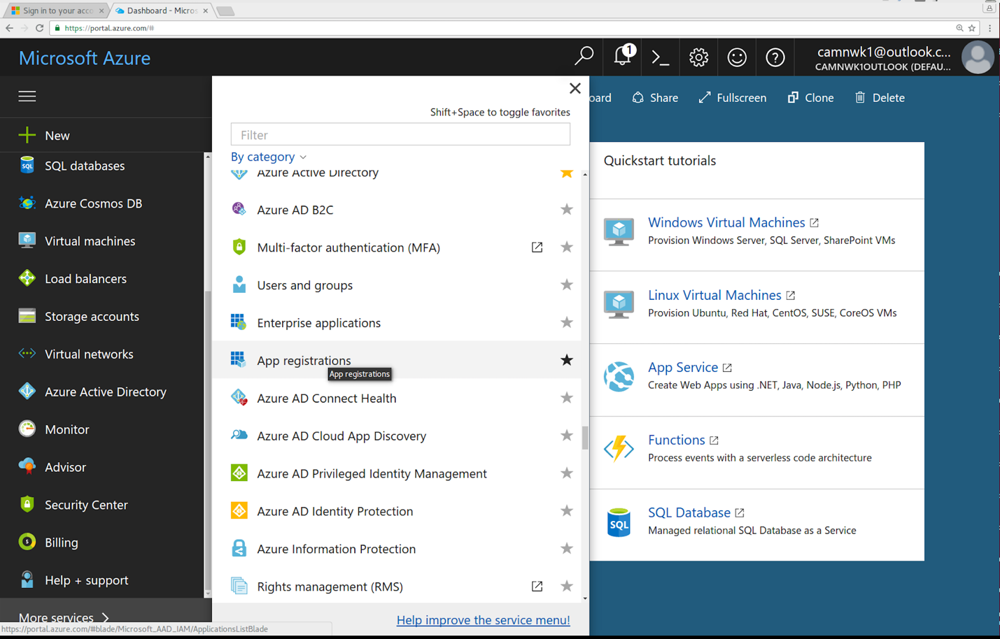 Sign in to your acco
Dashboard - Micros
https://portal.azure.com/#
Microsoft Azure
1
camnwk1@outlook.c...
CAMNWK1OUTLOOK (DEFAU...
oard
Share
Fullscreen
Clone
Delete
New
SQL databases
Azure Cosmos DB
Virtual machines
Load balancers
Storage accounts
Virtual networks
Azure Active Directory
Monitor
Advisor
Security Center
Billing
Help + support
More services
https://portal.azure.com/#blade/Microsoft_AAD_IAM/ApplicationsListBlade
Shift+Space to toggle favorites
Filter
By category
Azure Active Directory
Azure AD B2C
Multi-factor authentication (MFA)
Users and groups
Enterprise applications
App registrations
App registrations
Azure AD Connect Health
Azure AD Cloud App Discovery
Azure AD Privileged Identity Management
Azure AD Identity Protection
Azure Information Protection
Rights management (RMS)
Help improve the service menu!
Quickstart tutorials
Windows Virtual Machines
Provision Windows Server, SQL Server, SharePoint VMs
Linux Virtual Machines
Provision Ubuntu, Red Hat, CentOS, SUSE, CoreOS VMs
App Service
Create Web Apps using .NET, Java, Node.js, Python, PHP
Functions
Process events with a serverless code architecture
SQL
SQL Database
Managed relational SQL Database as a Service